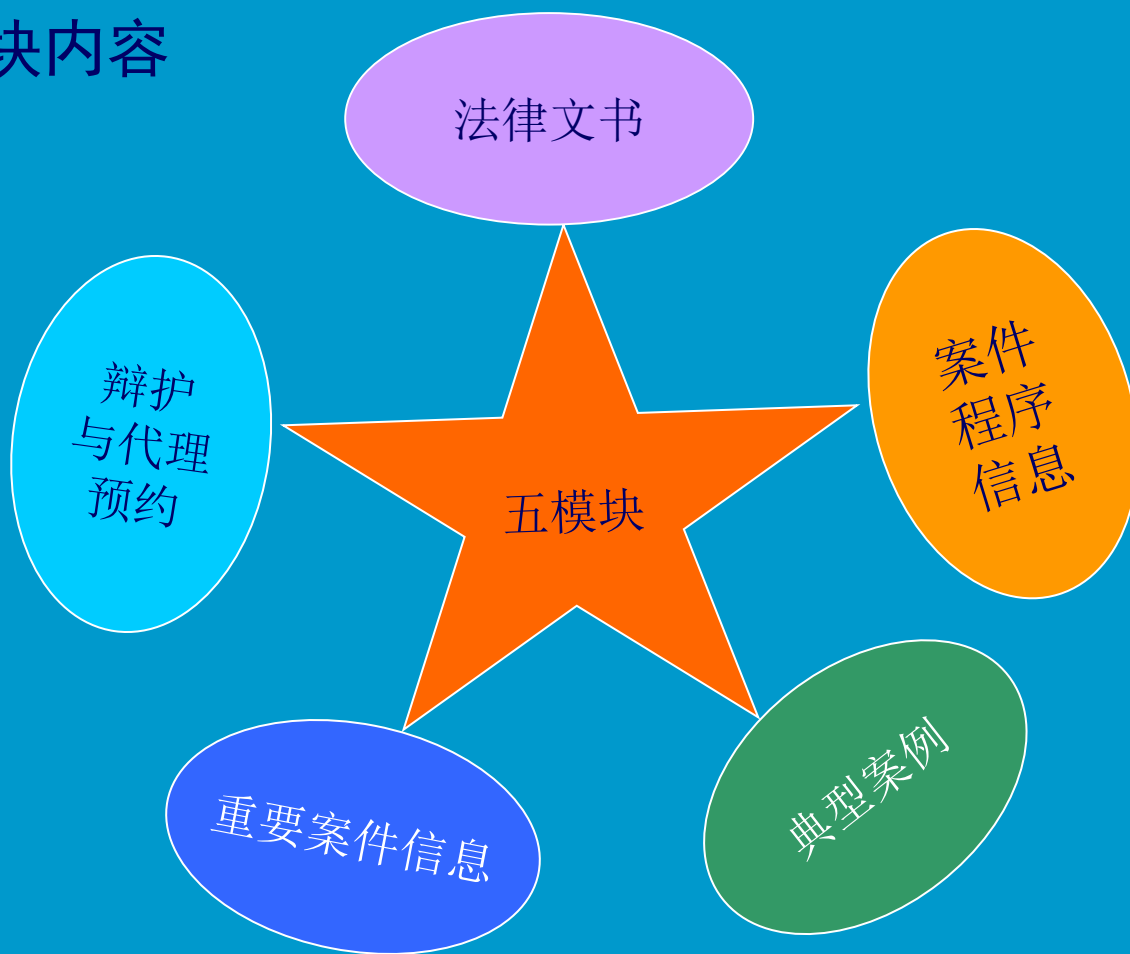 块内容
法律文书
辩护
与代理
预约
案件
程序
信息
五模块
重要案件信息
典型案例